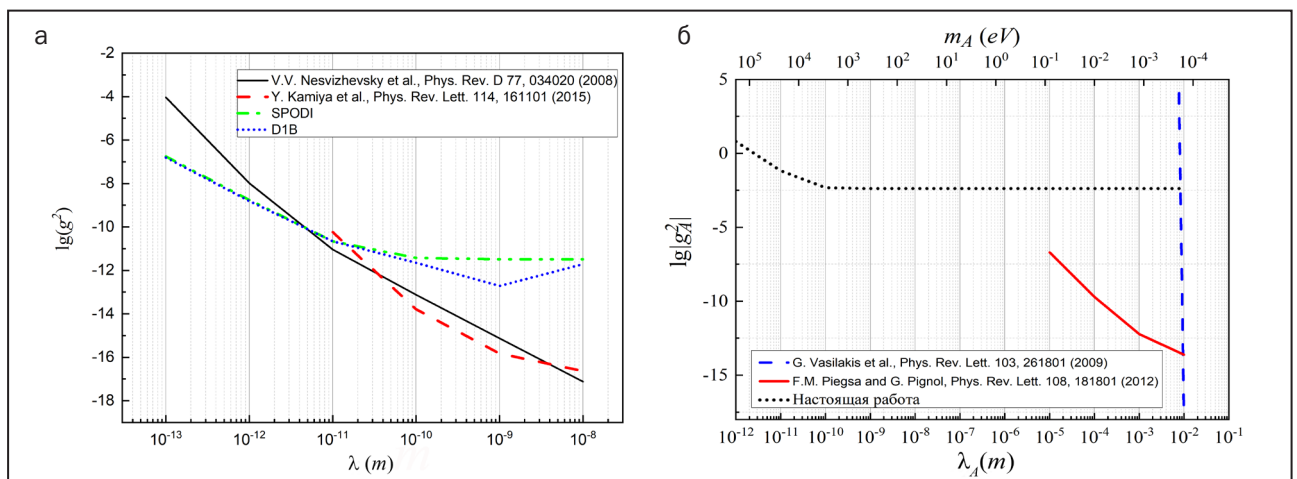 а
-2
-4
-6
-8
-10
-12
-14
-16
-18
lg(g²)
V.V. Nesvizhevsky et al., Phys. Rev. D 77, 034020 (2008)
Y. Kamiya et al., Phys. Rev. Lett. 114, 161101 (2015)
SPODI
D1B
10⁻¹³ 10⁻¹² 10⁻¹¹ 10⁻¹⁰ 10⁻⁹ 10⁻⁸
λ (m)
б
m_A (eV)
10⁵ 10⁴ 10³ 10² 10¹ 10⁰ 10⁻¹ 10⁻² 10⁻³ 10⁻⁴
5
0
-5
-10
-15
lg|g²_A|
G. Vasilakis et al., Phys. Rev. Lett. 103, 261801 (2009)
F.M. Piegsa and G. Pignol, Phys. Rev. Lett. 108, 181801 (2012)
Настоящая работа
10⁻¹² 10⁻¹¹ 10⁻¹⁰ 10⁻⁹ 10⁻⁸ 10⁻⁷ 10⁻⁶ 10⁻⁵ 10⁻⁴ 10⁻³ 10⁻² 10⁻¹
λ_A(m)